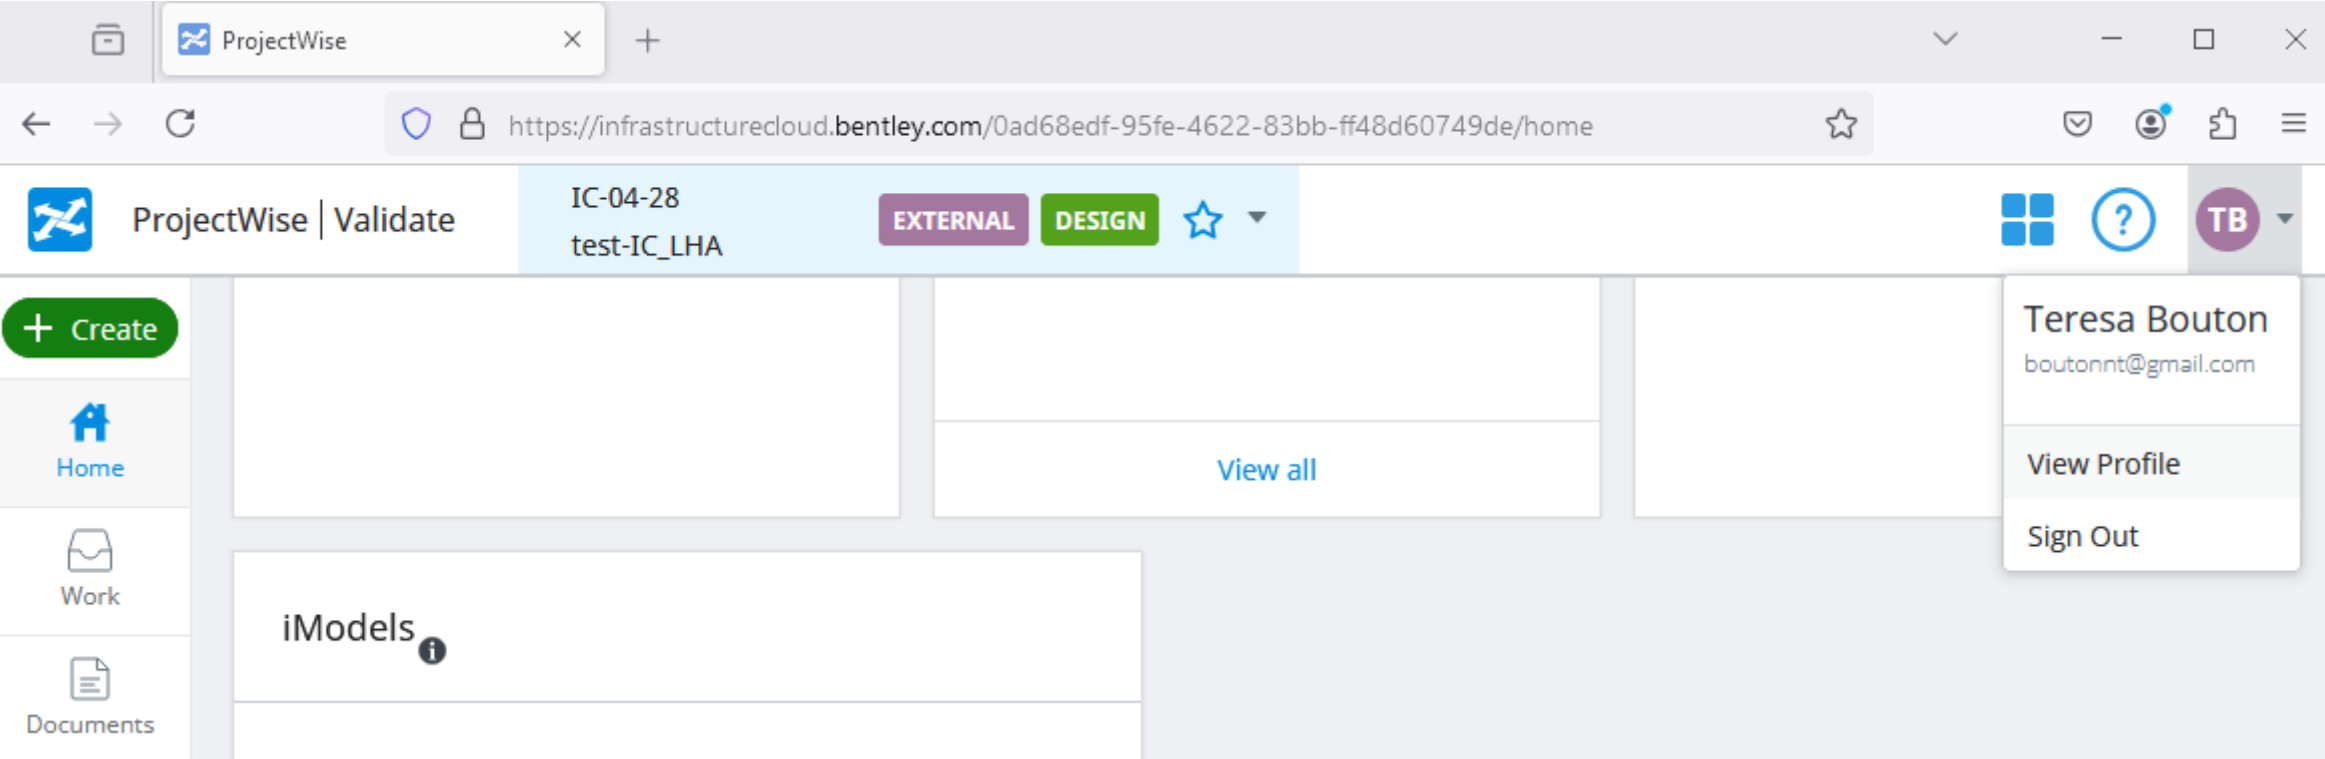 ProjectWise
https://infrastructurecloud.bentley.com/0ad68edf-95fe-4622-83bb-ff48d60749de/home
ProjectWise | Validate
IC-04-28
test-IC_LHA
EXTERNAL
DESIGN
?
TB
Teresa Bouton
boutonnt@gmail.com
View Profile
Sign Out
+ Create
Home
Work
Documents
View all
iModels